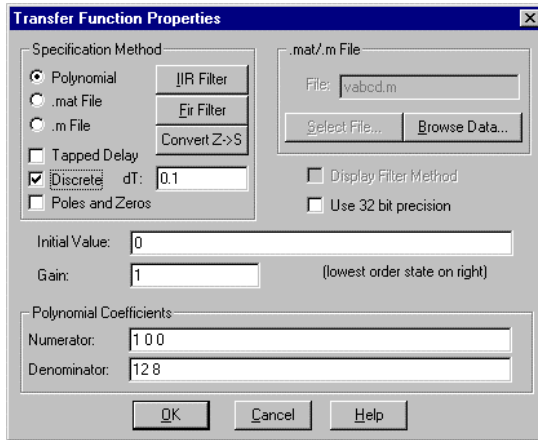 Transfer Function Properties
Specification Method
Polynomial
.mat File
.m File
IIR Filter
Fir Filter
Convert Z->S
Tapped Delay
Discrete dT: 0.1
Poles and Zeros
.mat/.m File
File: vabcd.m
Select File... Browse Data...
Display Filter Method
Use 32 bit precision
Initial Value: 0
Gain: 1 (lowest order state on right)
Polynomial Coefficients
Numerator: 1 0 0
Denominator: 12 8
OK Cancel Help